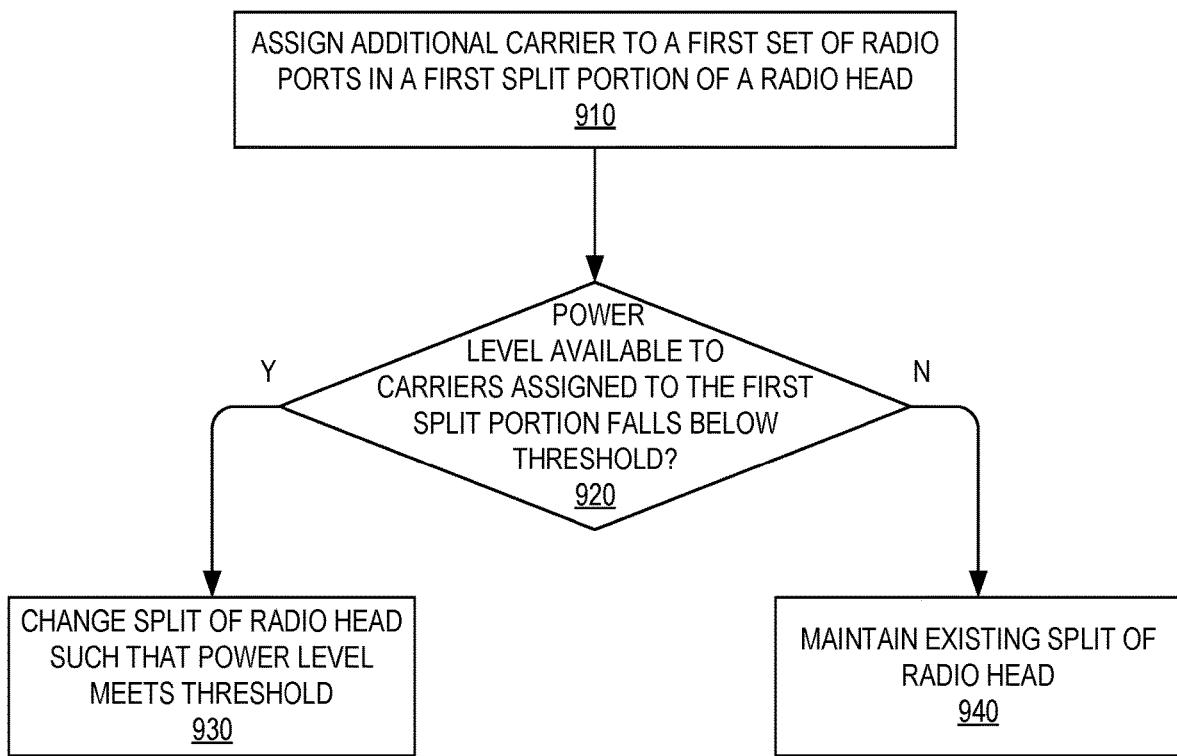 ASSIGN ADDITIONAL CARRIER TO A FIRST SET OF RADIO
PORTS IN A FIRST SPLIT PORTION OF A RADIO HEAD
910
POWER
LEVEL AVAILABLE TO
CARRIERS ASSIGNED TO THE FIRST
SPLIT PORTION FALLS BELOW
THRESHOLD?
920
Y
N
CHANGE SPLIT OF RADIO HEAD
SUCH THAT POWER LEVEL
MEETS THRESHOLD
930
MAINTAIN EXISTING SPLIT OF
RADIO HEAD
940